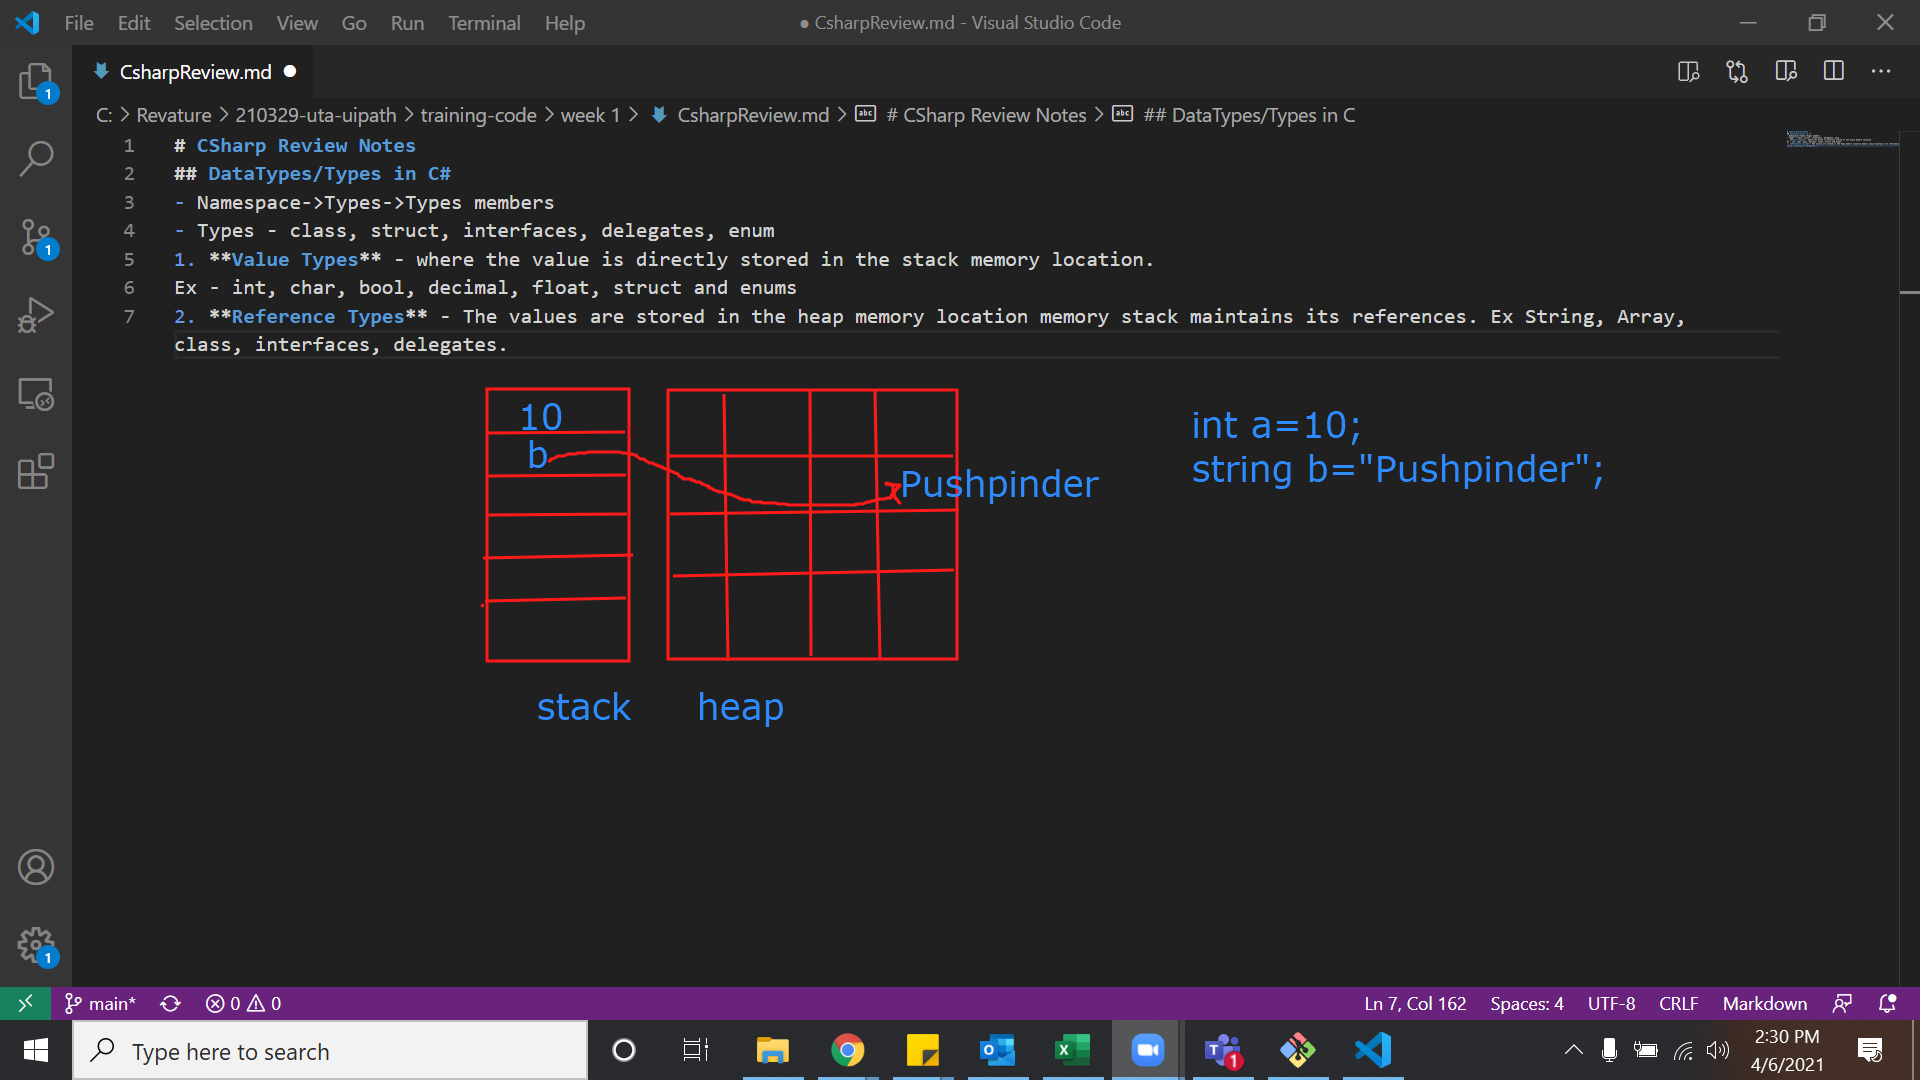 File Edit Selection View Go Run Terminal Help ● CsharpReview.md - Visual Studio Code
CsharpReview.md ●
C: > Revature > 210329-uta-uipath > training-code > week 1 > CsharpReview.md > # CSharp Review Notes > ## DataTypes/Types in C
1 # CSharp Review Notes
2 ## DataTypes/Types in C#
3 - Namespace->Types->Types members
4 - Types - class, struct, interfaces, delegates, enum
5 1. **Value Types** - where the value is directly stored in the stack memory location.
6 Ex - int, char, bool, decimal, float, struct and enums
7 2. **Reference Types** - The values are stored in the heap memory location memory stack maintains its references. Ex String, Array,
class, interfaces, delegates.
10
b
Pushpinder
int a=10;
string b="Pushpinder";
stack heap
1
1
1
main* 0 0 Ln 7, Col 162 Spaces: 4 UTF-8 CRLF Markdown
Type here to search
1
2:30 PM
4/6/2021